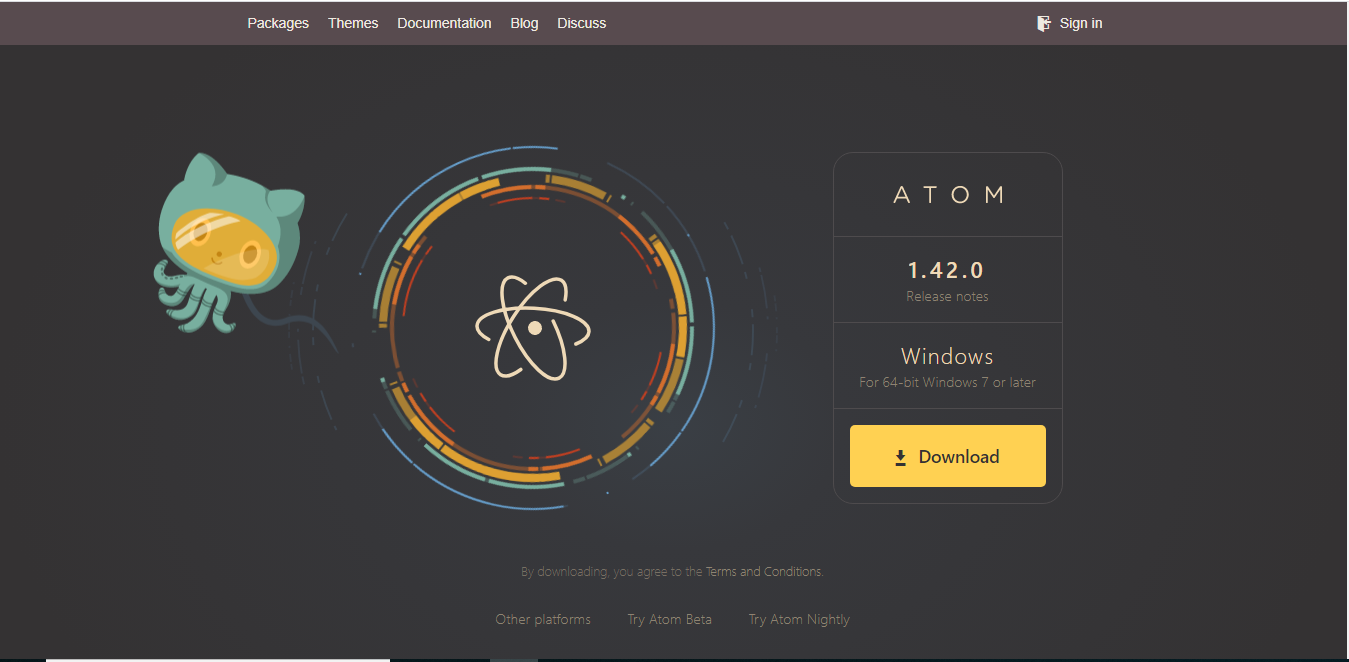 Packages Themes Documentation Blog Discuss Sign in
ATOM
1.42.0
Release notes
Windows
For 64-bit Windows 7 or later
Download
By downloading, you agree to the Terms and Conditions.
Other platforms Try Atom Beta Try Atom Nightly